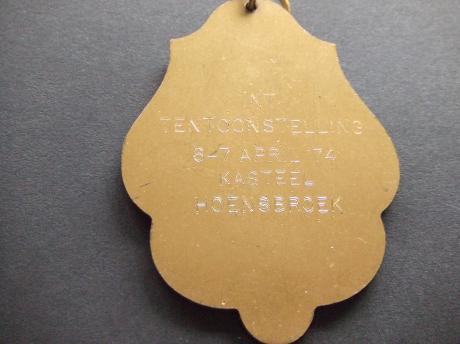 INT
TENTOONSTELLING
6-7 APRIL '74
KASTEEL
HOENSBROEK